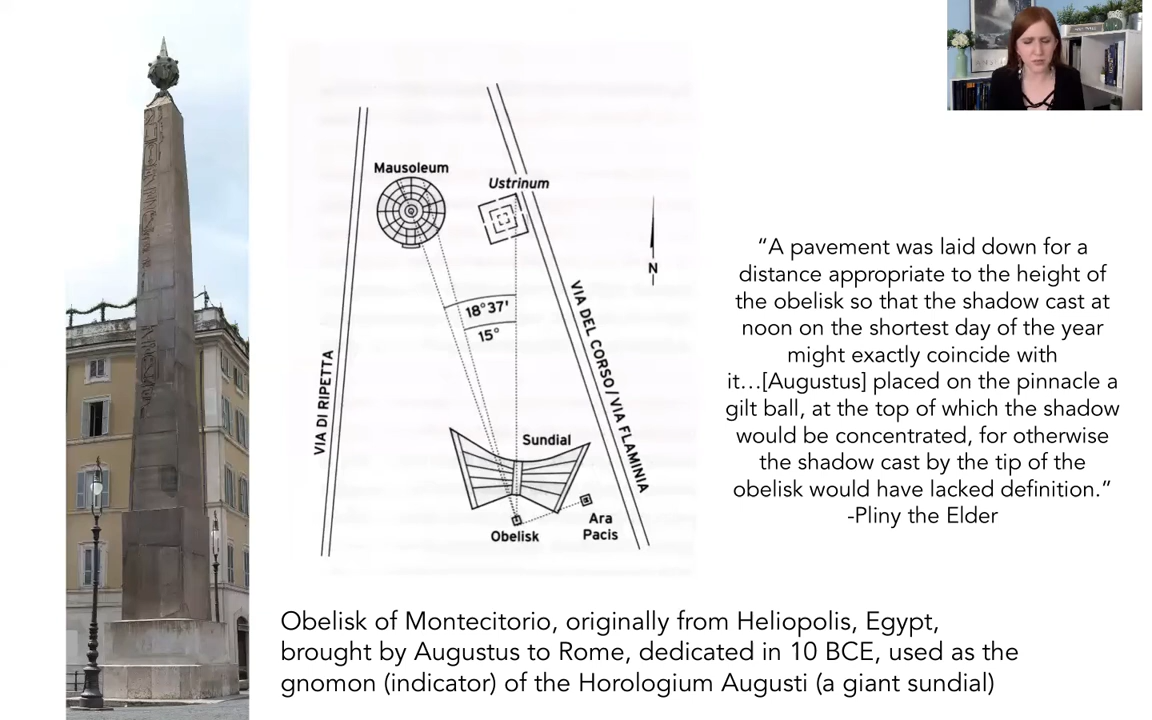 Mausoleum
Ustrinum
N
18°37'
15°
VIA DI RIPETTA
VIA DEL CORSO / VIA FLAMINIA
Sundial
Obelisk
Ara
Pacis
“A pavement was laid down for a
distance appropriate to the height of
the obelisk so that the shadow cast at
noon on the shortest day of the year
might exactly coincide with
it…[Augustus] placed on the pinnacle a
gilt ball, at the top of which the shadow
would be concentrated, for otherwise
the shadow cast by the tip of the
obelisk would have lacked definition.”
-Pliny the Elder
Obelisk of Montecitorio, originally from Heliopolis, Egypt,
brought by Augustus to Rome, dedicated in 10 BCE, used as the
gnomon (indicator) of the Horologium Augusti (a giant sundial)